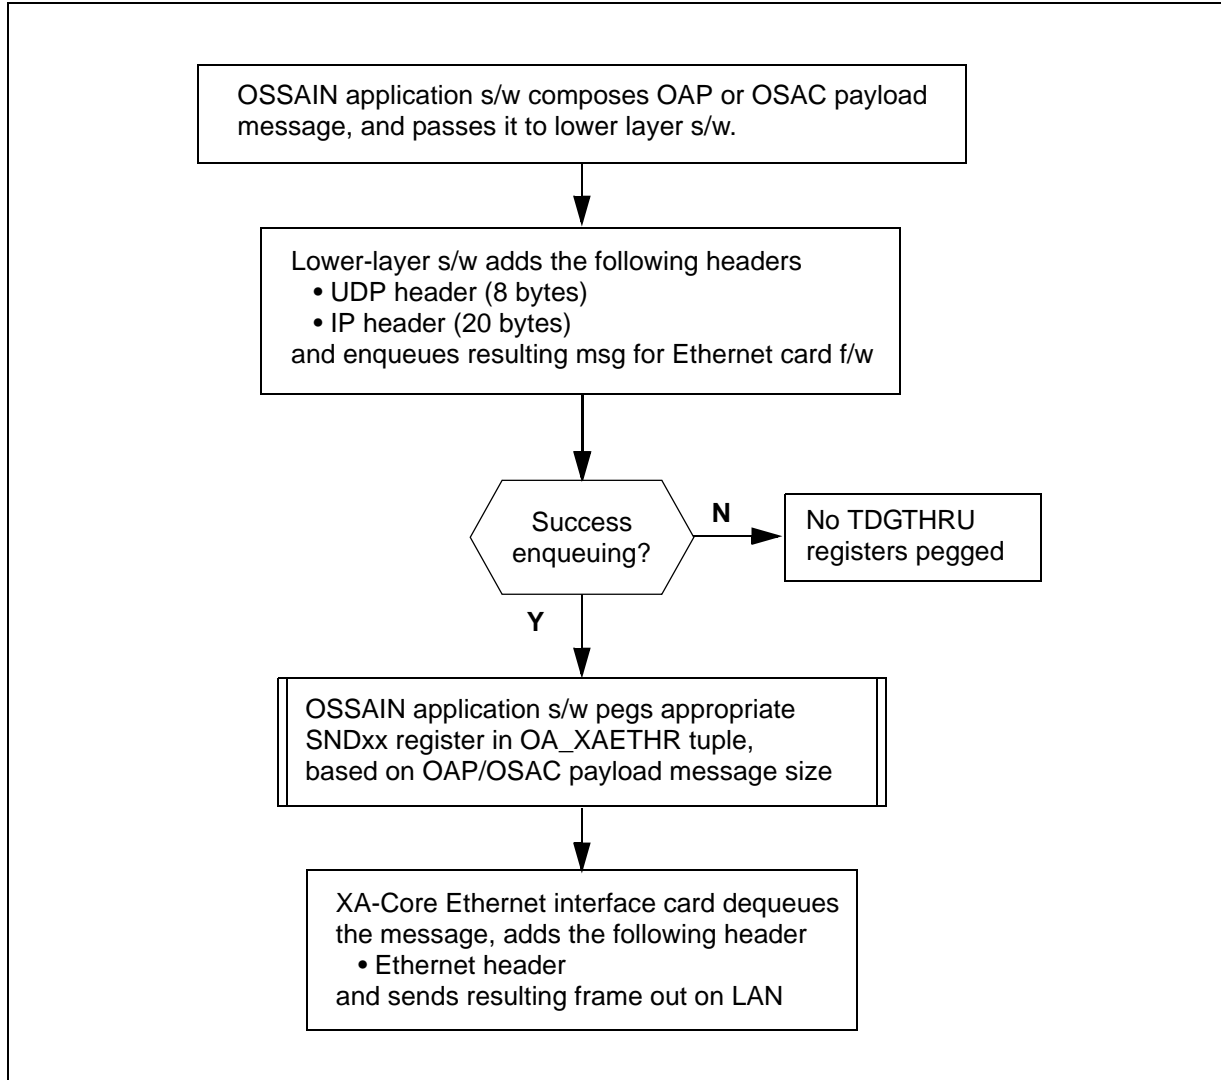 OSSAIN application s/w composes OAP or OSAC payload
message, and passes it to lower layer s/w.
Lower-layer s/w adds the following headers
• UDP header (8 bytes)
• IP header (20 bytes)
and enqueues resulting msg for Ethernet card f/w
Success
enqueuing?
N
No TDGTHRU
registers pegged
Y
OSSAIN application s/w pegs appropriate
SNDxx register in OA_XAETHR tuple,
based on OAP/OSAC payload message size
XA-Core Ethernet interface card dequeues
the message, adds the following header
• Ethernet header
and sends resulting frame out on LAN